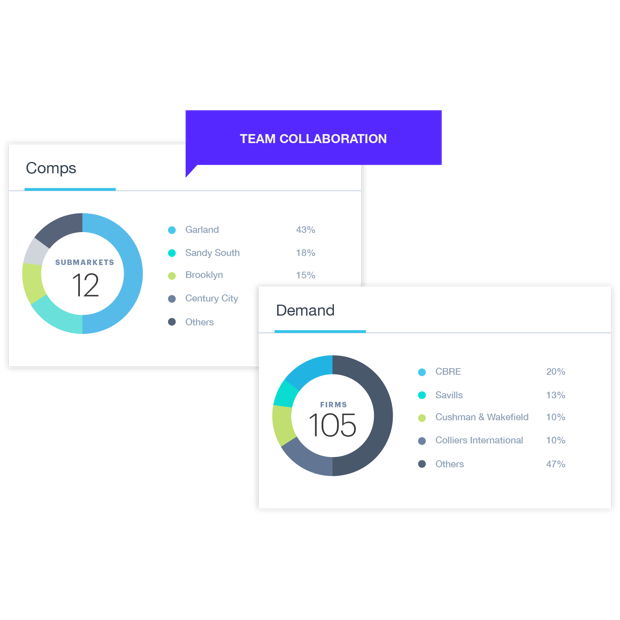 TEAM COLLABORATION
Comps
SUBMARKETS
12
Garland 43%
Sandy South 18%
Brooklyn 15%
Century City
Others
Demand
FIRMS
105
CBRE 20%
Savills 13%
Cushman & Wakefield 10%
Colliers International 10%
Others 47%